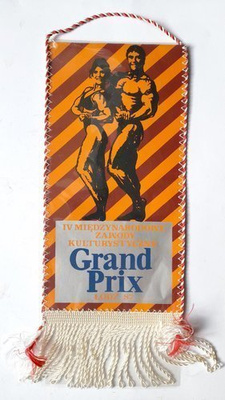 IV MIĘDZYNARODOWE
ZAWODY
KULTURYSTYCZNE
Grand
Prix